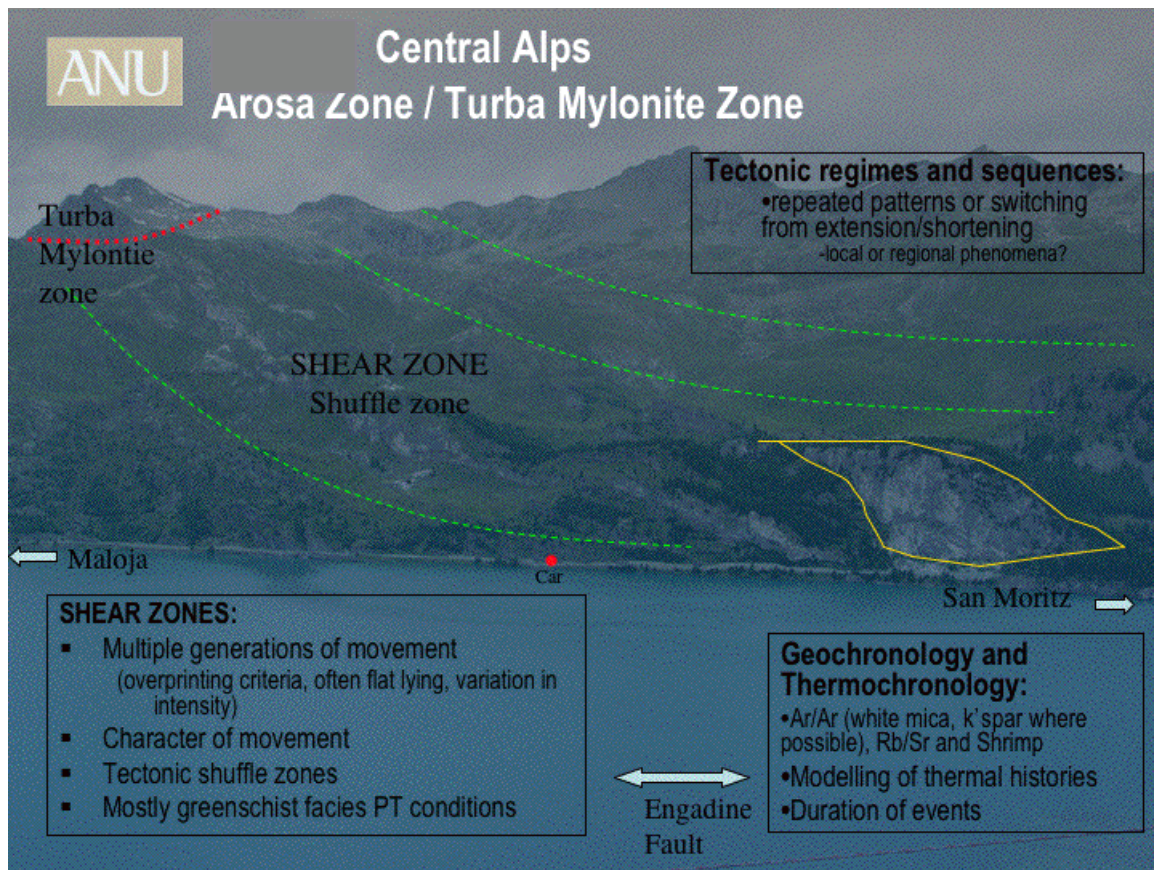 ANU
Central Alps
Arosa Zone / Turba Mylonite Zone
Tectonic regimes and sequences:
•repeated patterns or switching
from extension/shortening
-local or regional phenomena?
Turba
Mylontie
zone
SHEAR ZONE
Shuffle zone
Maloja
Car
San Moritz
SHEAR ZONES:
▪ Multiple generations of movement
(overprinting criteria, often flat lying, variation in
intensity)
▪ Character of movement
▪ Tectonic shuffle zones
▪ Mostly greenschist facies PT conditions
Engadine
Fault
Geochronology and
Thermochronology:
•Ar/Ar (white mica, k'spar where
possible), Rb/Sr and Shrimp
•Modelling of thermal histories
•Duration of events